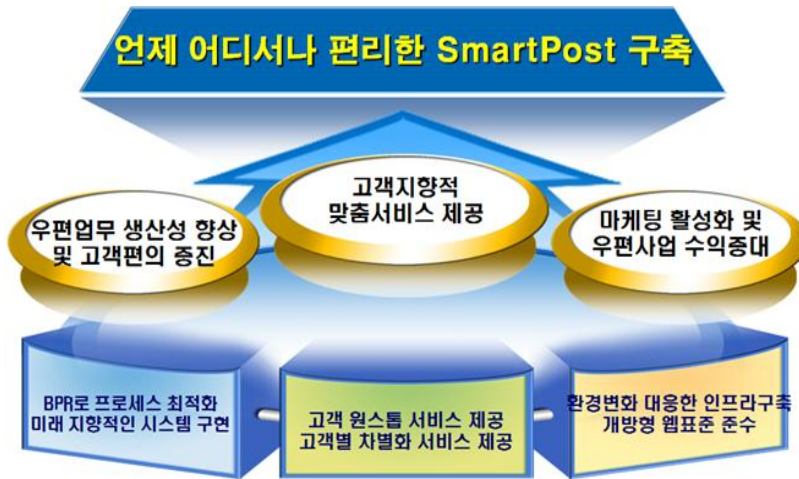 언제 어디서나 편리한 SmartPost 구축
고객지향적
맞춤서비스 제공
우편업무 생산성 향상
및 고객편의 증진
마케팅 활성화 및
우편사업 수익증대
BPR로 프로세스 최적화
미래 지향적인 시스템 구현
고객 원스톱 서비스 제공
고객별 차별화 서비스 제공
환경변화 대응한 인프라구축
개방형 웹표준 준수